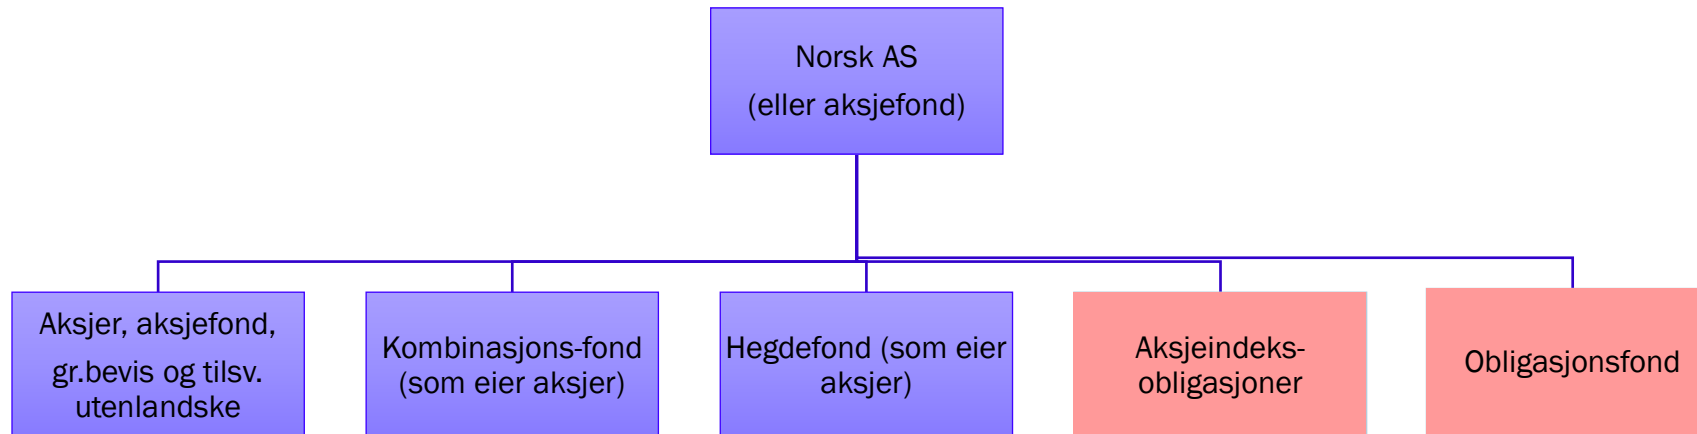 Norsk AS
(eller aksjefond)
Aksjer, aksjefond,
gr.bevis og tilsv.
utenlandske
Kombinasjons-fond
(som eier aksjer)
Hegdefond (som eier
aksjer)
Aksjeindeks-
obligasjoner
Obligasjonsfond